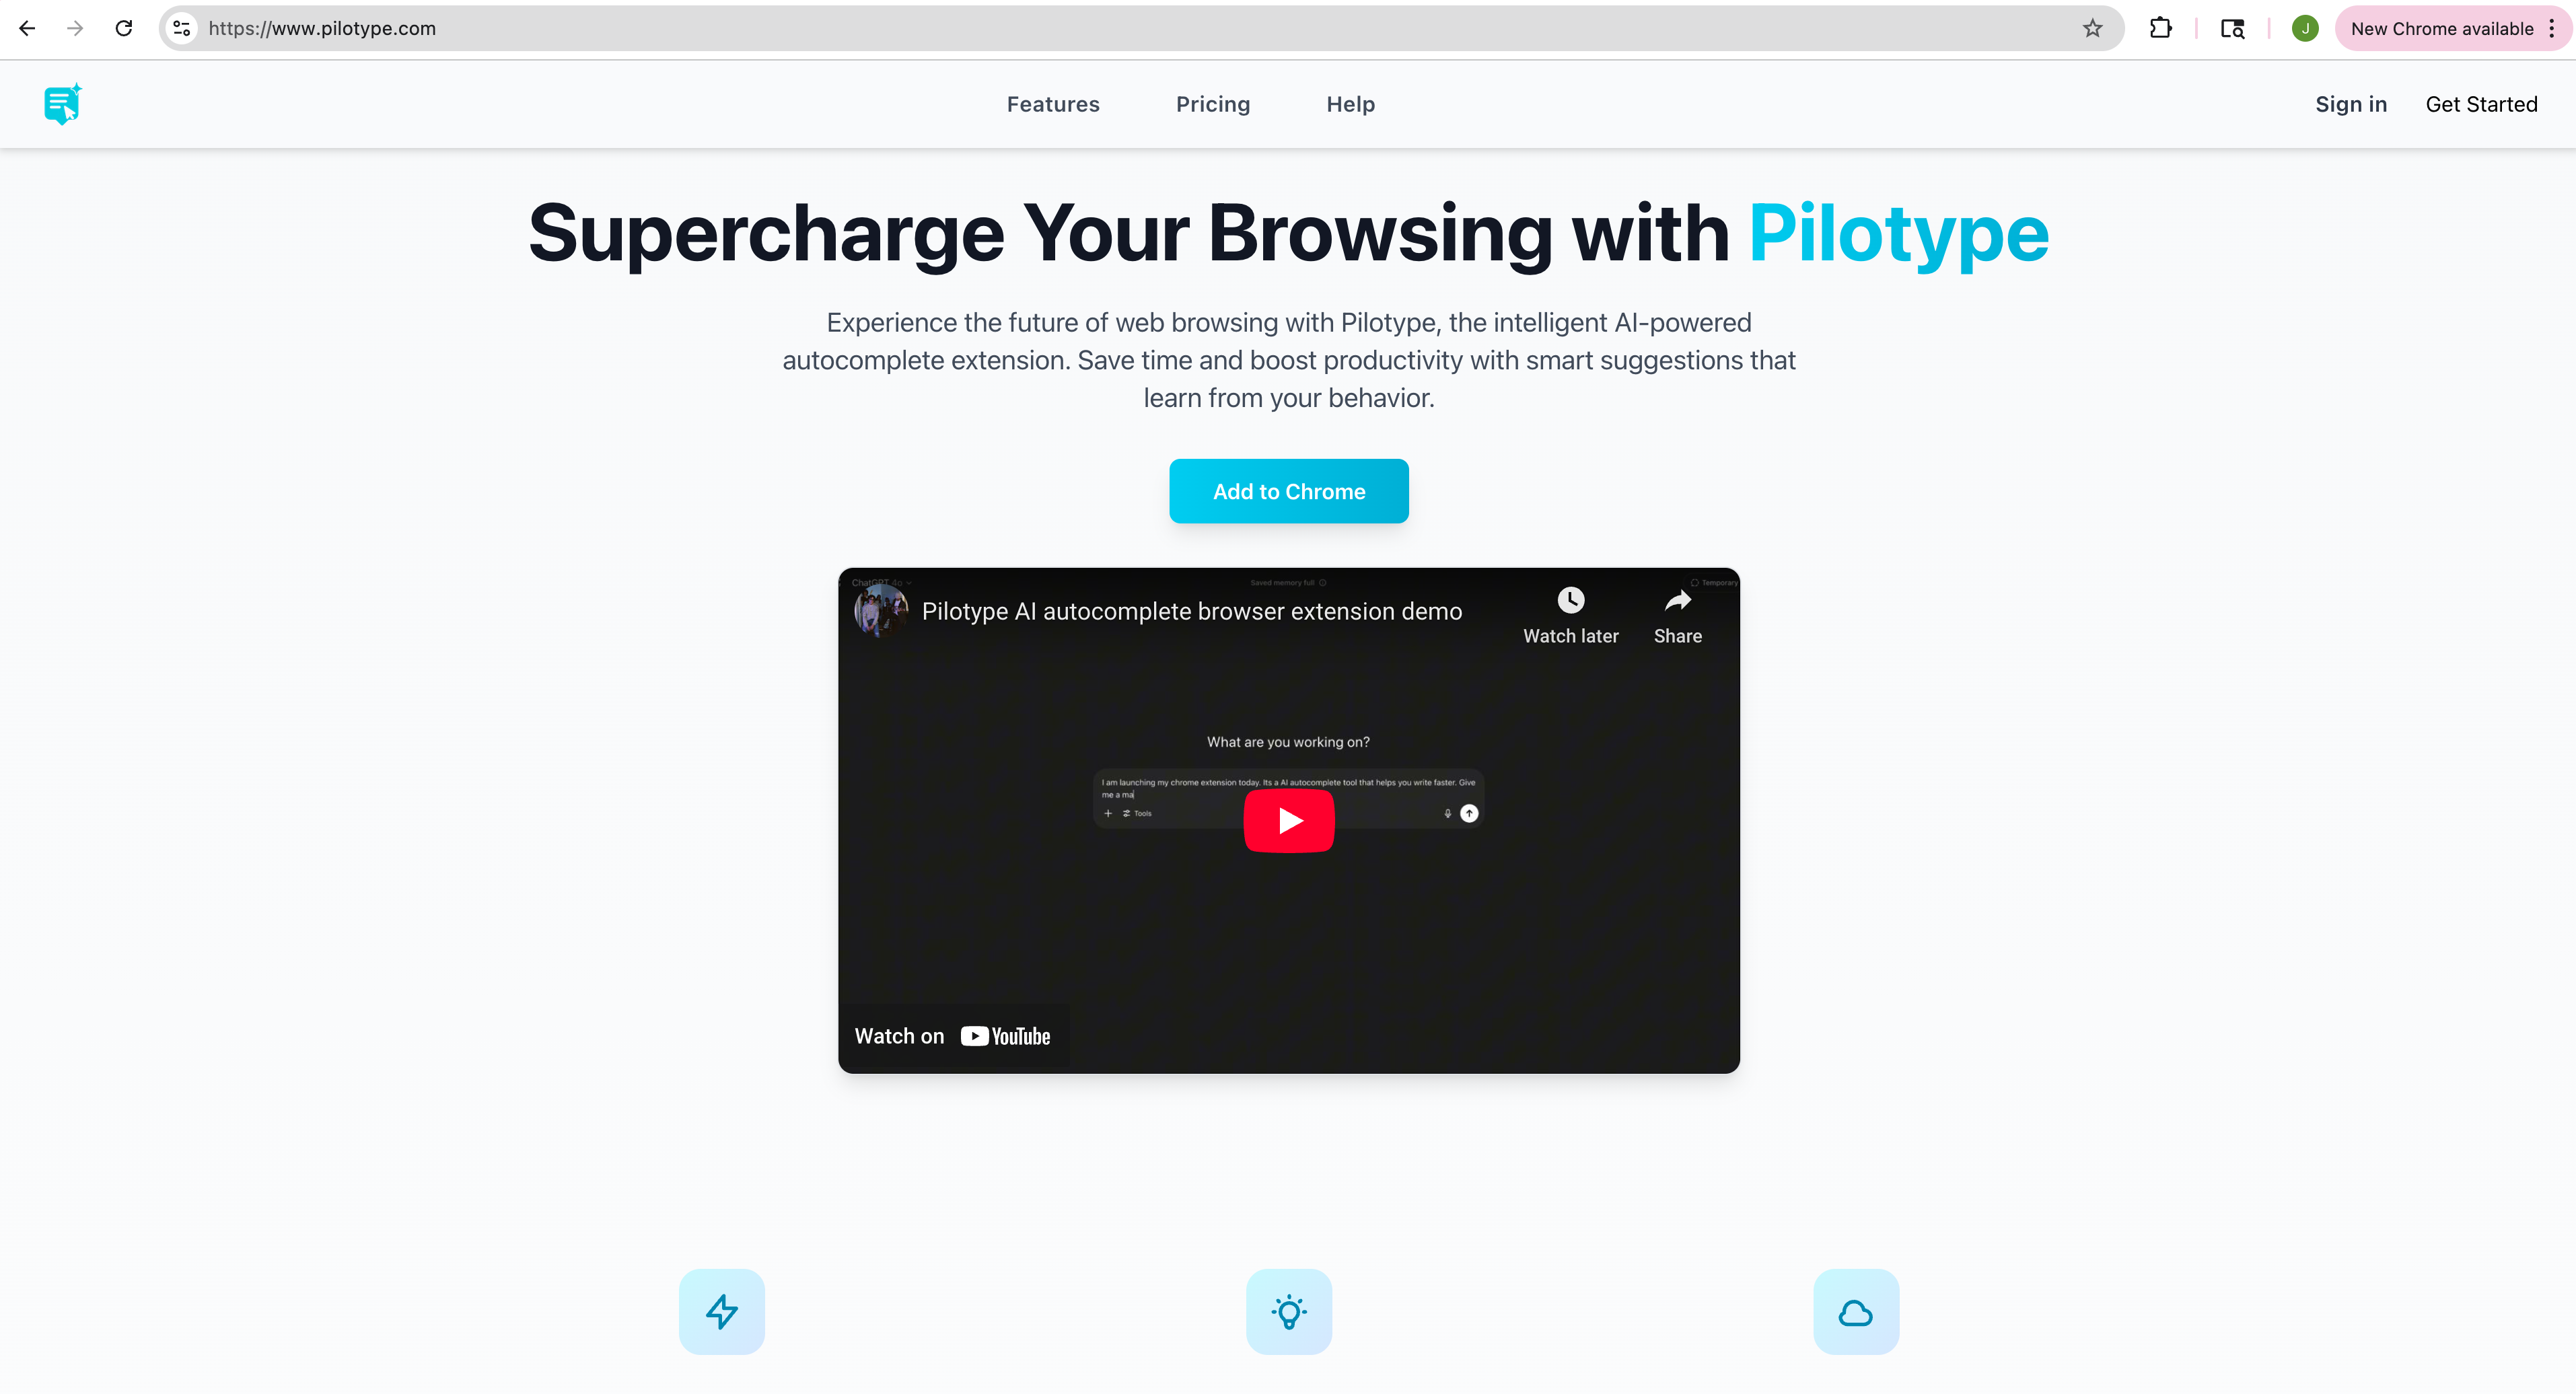 https://www.pilotype.com
J
New Chrome available
Features
Pricing
Help
Sign in
Get Started
Supercharge Your Browsing with Pilotype
Experience the future of web browsing with Pilotype, the intelligent AI-powered
autocomplete extension. Save time and boost productivity with smart suggestions that
learn from your behavior.
Add to Chrome
ChatGPT 4o
Saved memory full
Temporary
Pilotype AI autocomplete browser extension demo
Watch later
Share
What are you working on?
I am launching my chrome extension today. Its a AI autocomplete tool that helps you write faster. Give
me a ma
Tools
Watch on YouTube